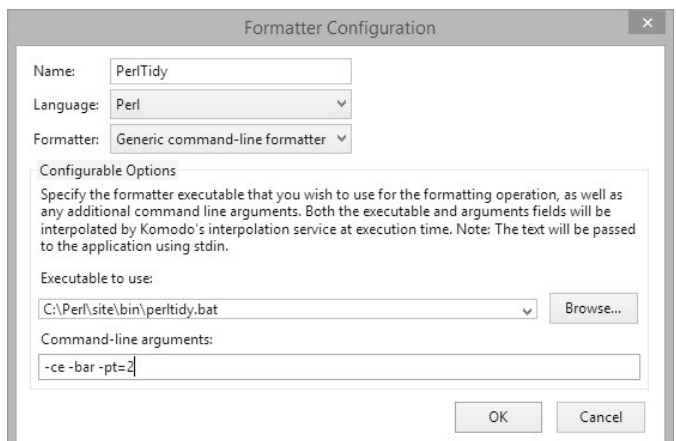 Formatter Configuration
Name:
PerlTidy
Language:
Perl
Formatter:
Generic command-line formatter
Configurable Options
Specify the formatter executable that you wish to use for the formatting operation, as well as
any additional command line arguments. Both the executable and arguments fields will be
interpolated by Komodo's interpolation service at execution time. Note: The text will be passed
to the application using stdin.
Executable to use:
C:\Perl\site\bin\perltidy.bat
Browse...
Command-line arguments:
-ce -bar -pt=2
OK
Cancel